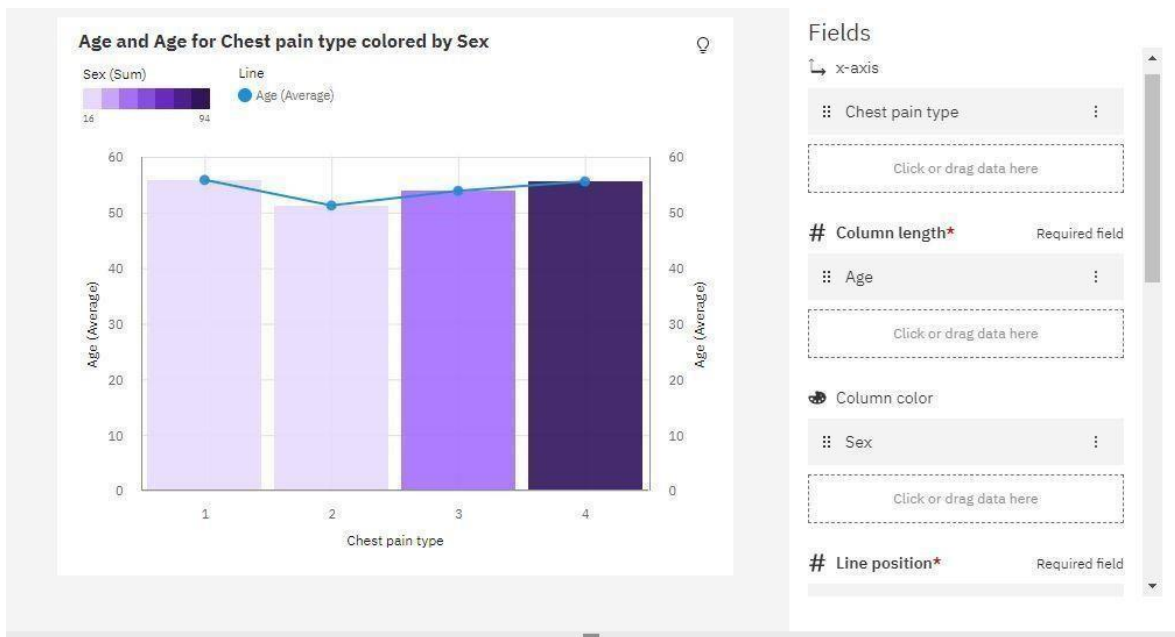 Age and Age for Chest pain type colored by Sex
Sex (Sum)
16 94
Line
Age (Average)
60
50
40
30
20
10
0
Age (Average)
1 2 3 4
Chest pain type
60
50
40
30
20
10
0
Age (Average)
Fields
x-axis
Chest pain type
Click or drag data here
# Column length* Required field
Age
Click or drag data here
Column color
Sex
Click or drag data here
# Line position* Required field